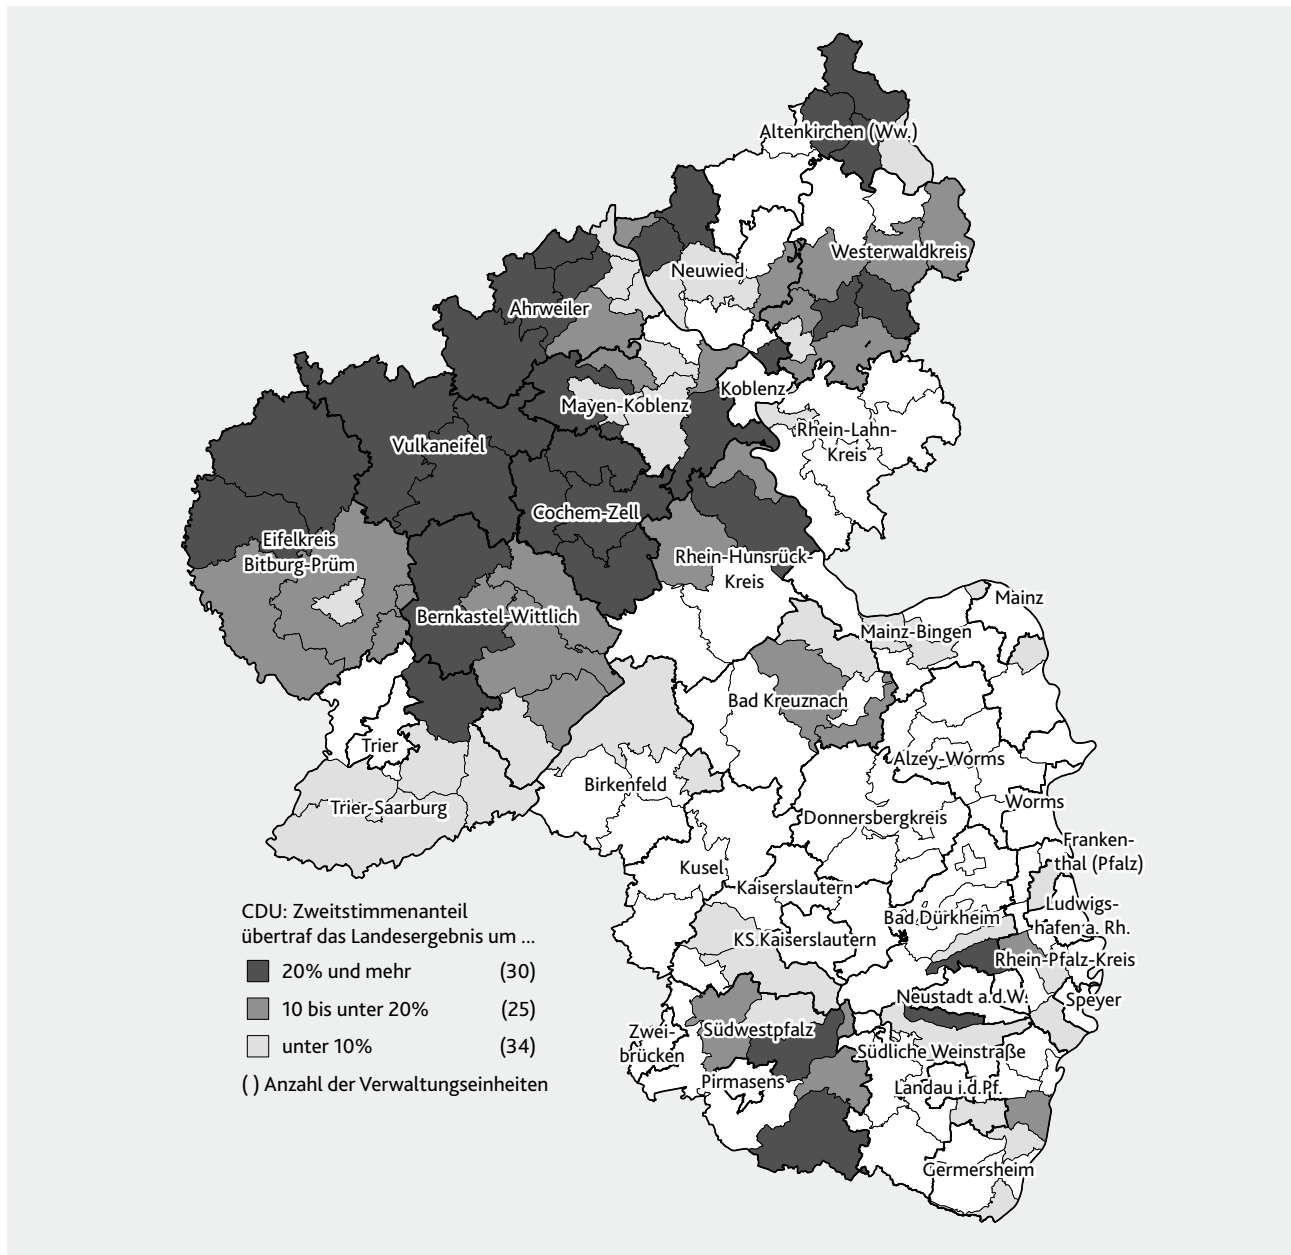 Altenkirchen (Ww.)
Westerwaldkreis
Neuwied
Ahrweiler
Koblenz
Mayen-Koblenz
Rhein-Lahn-
Kreis
Vulkaneifel
Cochem-Zell
Eifelkreis
Bitburg-Prüm
Rhein-Hunsrück-
Kreis
Mainz
Bernkastel-Wittlich
Mainz-Bingen
Bad Kreuznach
Trier
Alzey-Worms
Birkenfeld
Trier-Saarburg
Worms
Donnersbergkreis
Franken-
thal (Pfalz)
Kusel
Kaiserslautern
Ludwigs-
hafen a. Rh.
Bad Dürkheim
KS.Kaiserslautern
Rhein-Pfalz-Kreis
Neustadt a.d.W.
Speyer
Südwestpfalz
Zwei-
brücken
Südliche Weinstraße
Pirmasens
Landau i.d.Pf.
Germersheim
CDU: Zweitstimmenanteil
übertraf das Landesergebnis um ...
20% und mehr (30)
10 bis unter 20% (25)
unter 10% (34)
( ) Anzahl der Verwaltungseinheiten